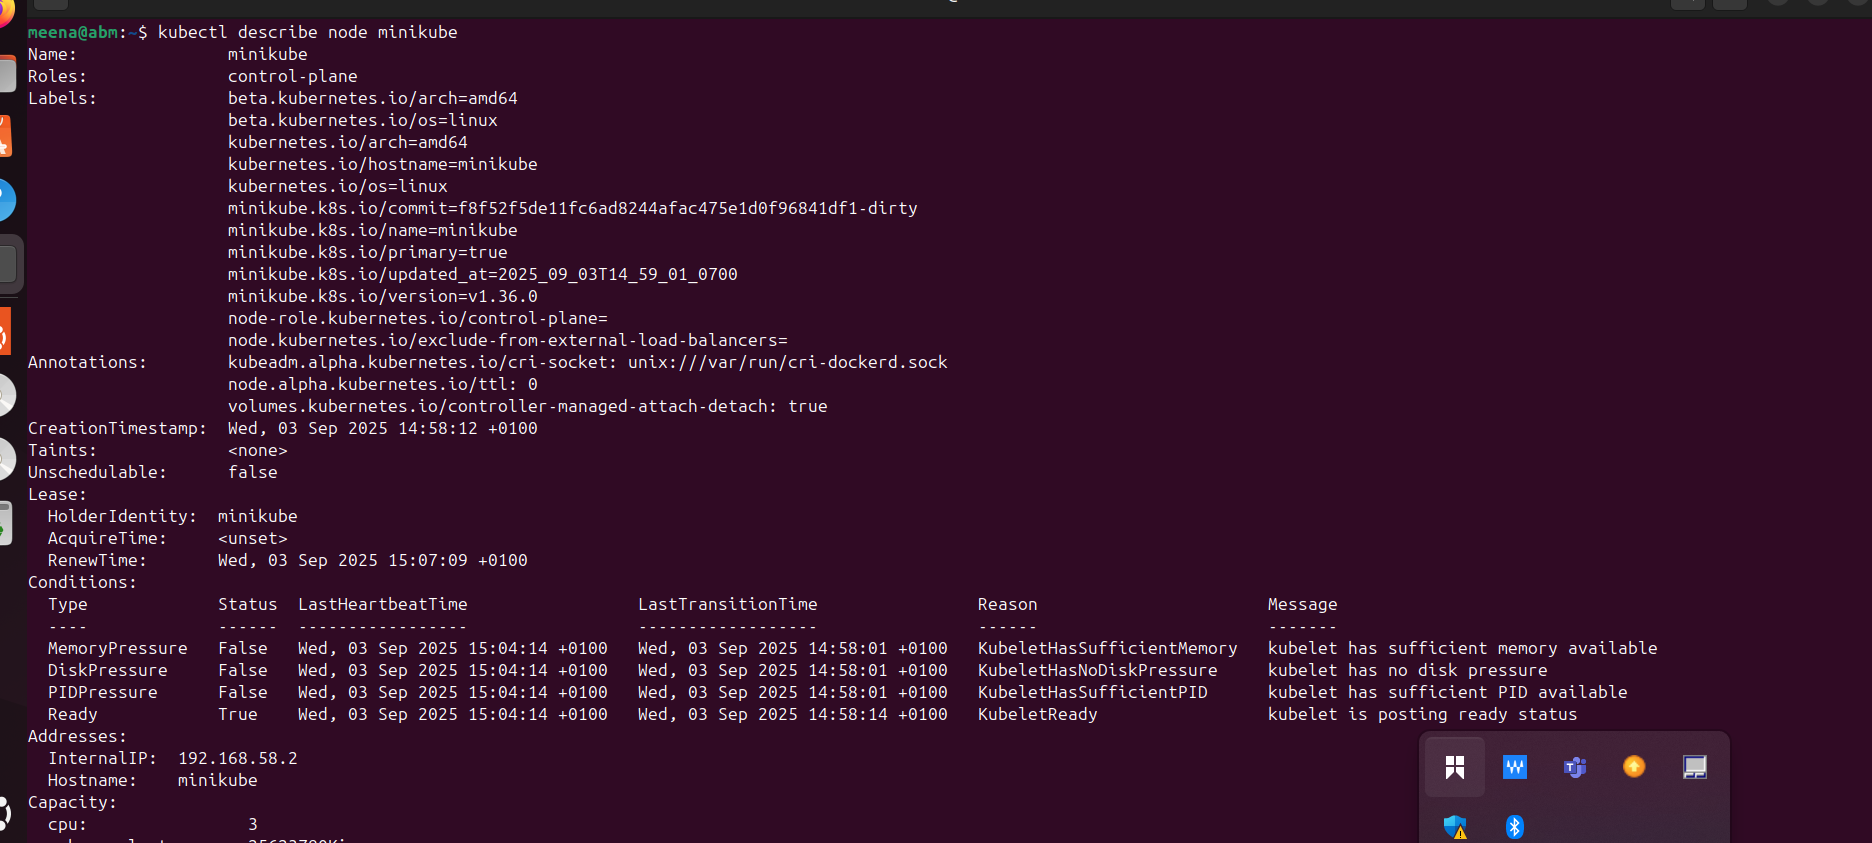 meena@abm:~$ kubectl describe node minikube
Name:               minikube
Roles:              control-plane
Labels:             beta.kubernetes.io/arch=amd64
                    beta.kubernetes.io/os=linux
                    kubernetes.io/arch=amd64
                    kubernetes.io/hostname=minikube
                    kubernetes.io/os=linux
                    minikube.k8s.io/commit=f8f52f5de11fc6ad8244afac475e1d0f96841df1-dirty
                    minikube.k8s.io/name=minikube
                    minikube.k8s.io/primary=true
                    minikube.k8s.io/updated_at=2025_09_03T14_59_01_0700
                    minikube.k8s.io/version=v1.36.0
                    node-role.kubernetes.io/control-plane=
                    node.kubernetes.io/exclude-from-external-load-balancers=
Annotations:        kubeadm.alpha.kubernetes.io/cri-socket: unix:///var/run/cri-dockerd.sock
                    node.alpha.kubernetes.io/ttl: 0
                    volumes.kubernetes.io/controller-managed-attach-detach: true
CreationTimestamp:  Wed, 03 Sep 2025 14:58:12 +0100
Taints:             <none>
Unschedulable:      false
Lease:
  HolderIdentity:  minikube
  AcquireTime:     <unset>
  RenewTime:       Wed, 03 Sep 2025 15:07:09 +0100
Conditions:
  Type             Status  LastHeartbeatTime                 LastTransitionTime                Reason                       Message
  ----             ------  -----------------                 ------------------                ------                       -------
  MemoryPressure   False   Wed, 03 Sep 2025 15:04:14 +0100   Wed, 03 Sep 2025 14:58:01 +0100   KubeletHasSufficientMemory   kubelet has sufficient memory available
  DiskPressure     False   Wed, 03 Sep 2025 15:04:14 +0100   Wed, 03 Sep 2025 14:58:01 +0100   KubeletHasNoDiskPressure     kubelet has no disk pressure
  PIDPressure      False   Wed, 03 Sep 2025 15:04:14 +0100   Wed, 03 Sep 2025 14:58:01 +0100   KubeletHasSufficientPID      kubelet has sufficient PID available
  Ready            True    Wed, 03 Sep 2025 15:04:14 +0100   Wed, 03 Sep 2025 14:58:14 +0100   KubeletReady                 kubelet is posting ready status
Addresses:
  InternalIP:  192.168.58.2
  Hostname:    minikube
Capacity:
  cpu:                3